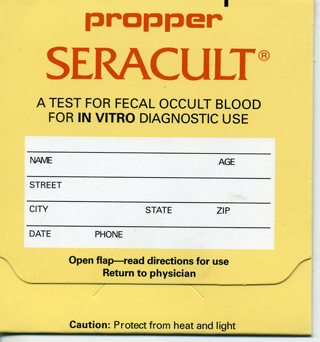 propper
SERACULT®
A TEST FOR FECAL OCCULT BLOOD
FOR IN VITRO DIAGNOSTIC USE
NAME AGE
STREET
CITY STATE ZIP
DATE PHONE
Open flap—read directions for use
Return to physician
Caution: Protect from heat and light